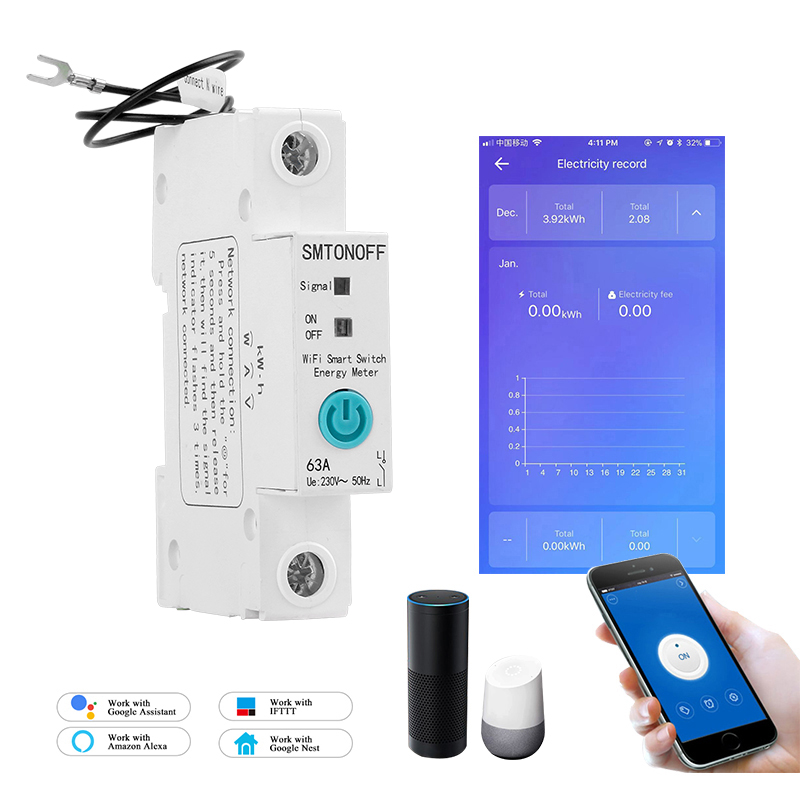 Connect N wire
SMTONOFF
Signal
ON
OFF
WiFi Smart Switch
Energy Meter
63A
Ue:230V～ 50Hz
L
L
Network connection:
Press and hold the "@"for
5 seconds and then release
it, then will find the signal
indicator flashes 3 times,
network connected.
kW·h
W A V
中国移动
4:11 PM
32%
Electricity record
Dec.
Total
3.92kWh
Total
2.08
Jan.
Total
0.00kWh
Electricity fee
0.00
1
0.8
0.6
0.4
0.2
0
1 4 7 10 13 16 19 22 25 28 31
--
Total
0.00kWh
Total
0.00
ON
Work with
Google Assistant
Work with
IFTTT
Work with
Amazon Alexa
Work with
Google Nest